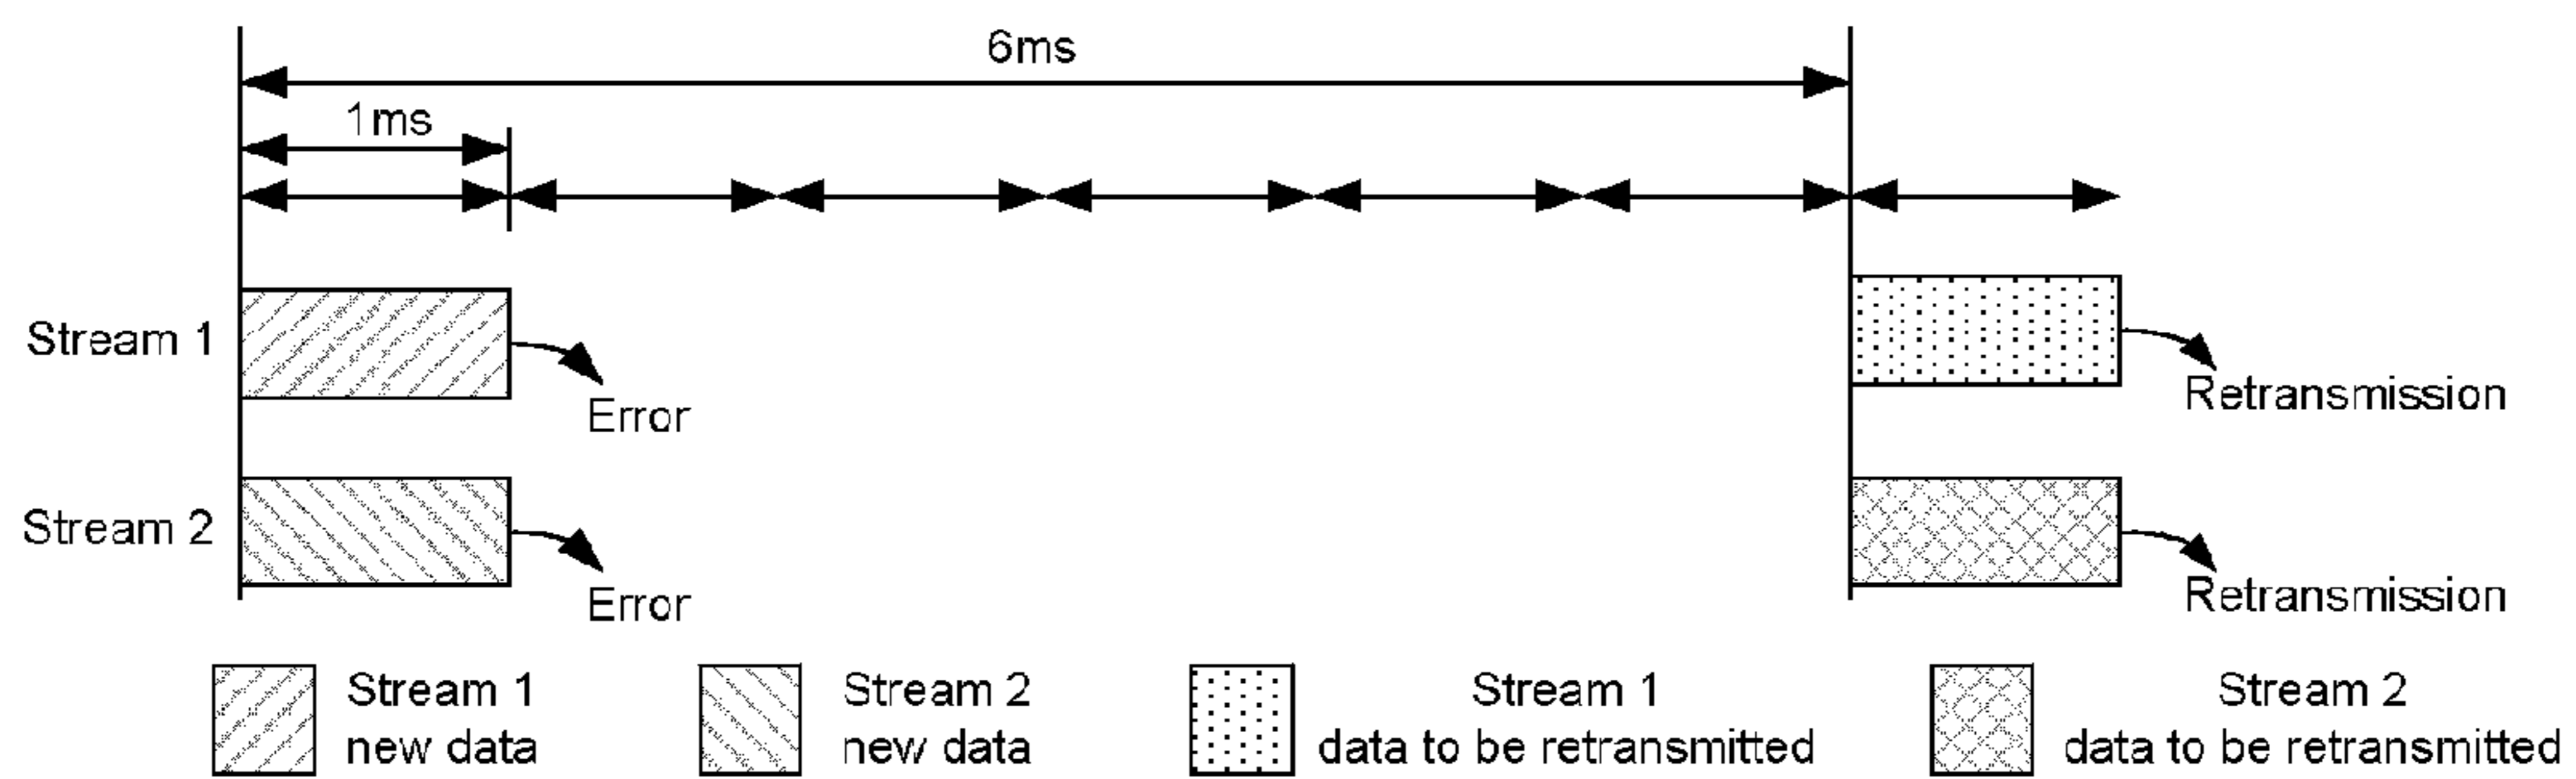 6ms
1ms
Stream 1
Error
Retransmission
Stream 2
Error
Retransmission
Stream 1
new data
Stream 2
new data
Stream 1
data to be retransmitted
Stream 2
data to be retransmitted